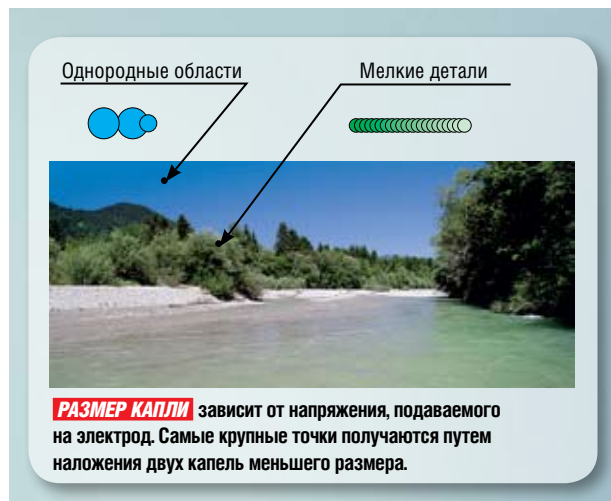 Однородные области
Мелкие детали
РАЗМЕР КАПЛИ зависит от напряжения, подаваемого
на электрод. Самые крупные точки получаются путем
наложения двух капель меньшего размера.